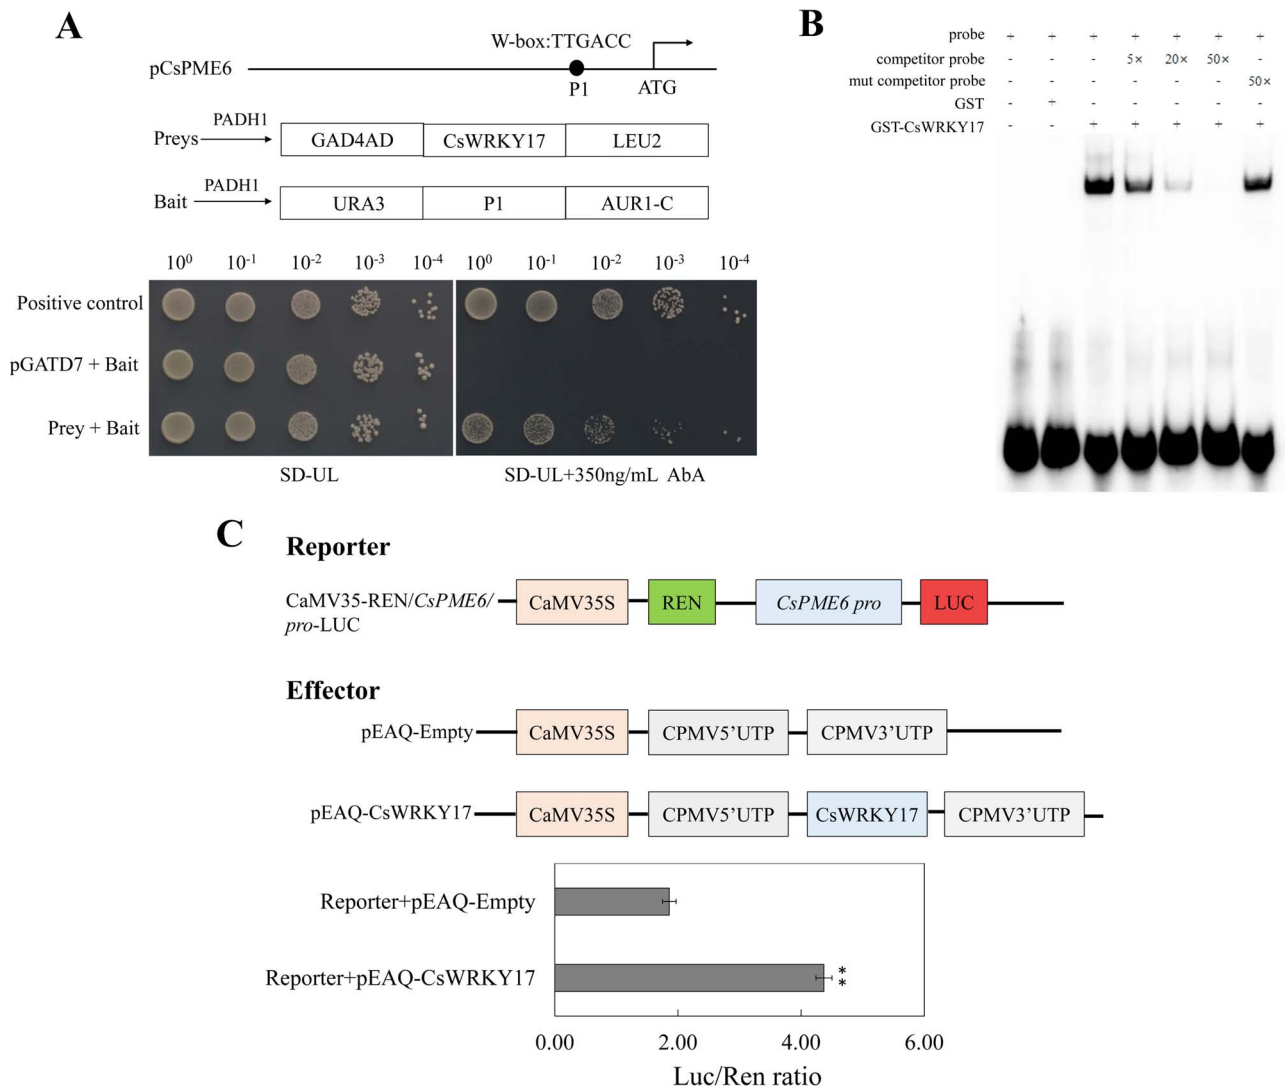 A
W-box:TTGACC
pCsPME6
P1
ATG
Preys
PADH1
GAD4AD
CsWRKY17
LEU2
Bait
PADH1
URA3
P1
AUR1-C
10⁰ 10⁻¹ 10⁻² 10⁻³ 10⁻⁴ 10⁰ 10⁻¹ 10⁻² 10⁻³ 10⁻⁴
Positive control
pGATD7 + Bait
Prey + Bait
SD-UL
SD-UL+350ng/mL AbA
B
probe + + + + + + +
competitor probe - - - 5× 20× 50× -
mut competitor probe - - - - - - 50×
GST - + - - - - -
GST-CsWRKY17 - - + + + + +
C
Reporter
CaMV35-REN/CsPME6/
pro-LUC
CaMV35S
REN
CsPME6 pro
LUC
Effector
pEAQ-Empty
CaMV35S
CPMV5’UTP
CPMV3’UTP
pEAQ-CsWRKY17
CaMV35S
CPMV5’UTP
CsWRKY17
CPMV3’UTP
Reporter+pEAQ-Empty
Reporter+pEAQ-CsWRKY17
**
0.00 2.00 4.00 6.00
Luc/Ren ratio